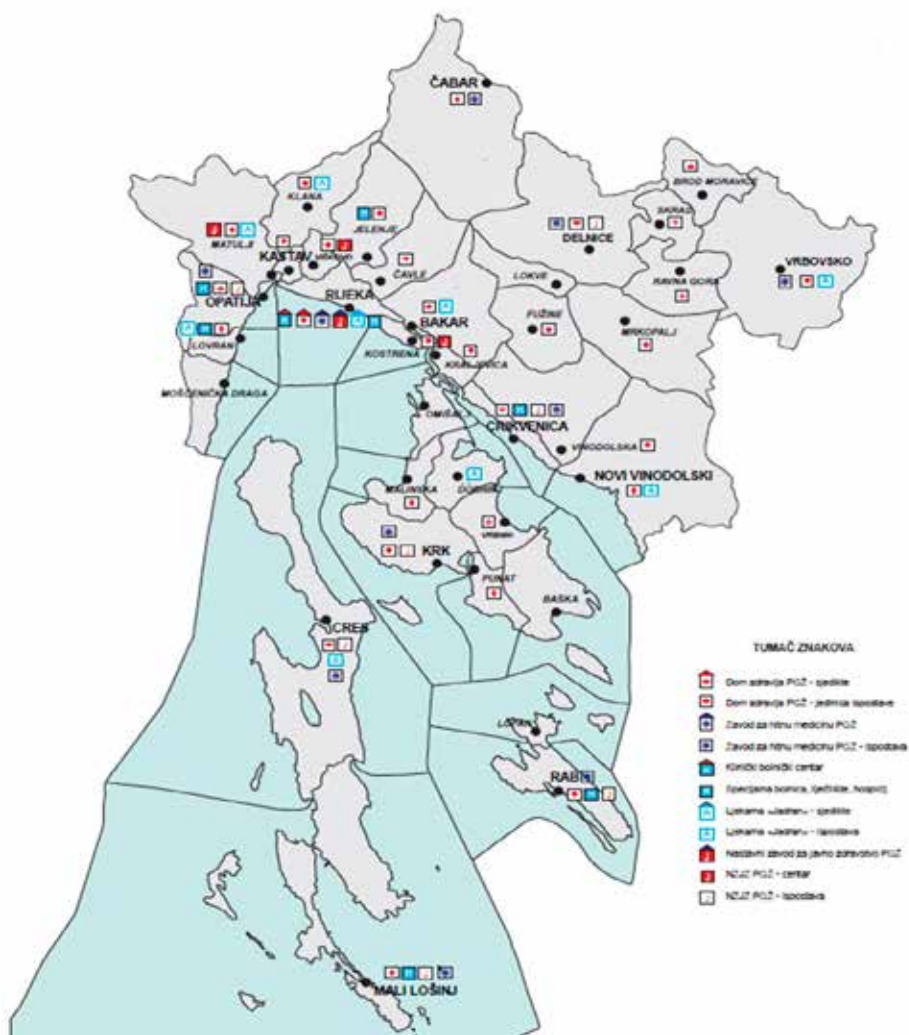 ČABAR
BROD MORAVICE
KLANA
SKRAD
JELENJE
DELNICE
MATULJE
VRBOVSKO
KASTAV
VIŠKOVO
ČAVLE
LOKVE
RAVNA GORA
OPATIJA
RIJEKA
FUŽINE
BAKAR
MRKOPALJ
LOVRAN
KOSTRENA
KRALJEVICA
MOŠĆENIČKA DRAGA
OMIŠALJ
CRIKVENICA
VINODOLSKA
NOVI VINODOLSKI
MALINSKA
DOBRINJ
VRBNIK
KRK
PUNAT
BAŠKA
CRES
TUMAČ ZNAKOVA
Dom zdravlja PGŽ - sjedište
Dom zdravlja PGŽ - jedinica ispostave
Zavod za hitnu medicinu PGŽ
Zavod za hitnu medicinu PGŽ - ispostava
Klinički bolnički centar
Specijalna bolnica, lječilište, hospicij
Ljekarna «Jadran» - sjedište
Ljekarna «Jadran» - ispostava
Nastavni zavod za javno zdravstvo PGŽ
NZJZ PGŽ - centar
NZJZ PGŽ - ispostava
LOPAR
RAB
MALI LOŠINJ